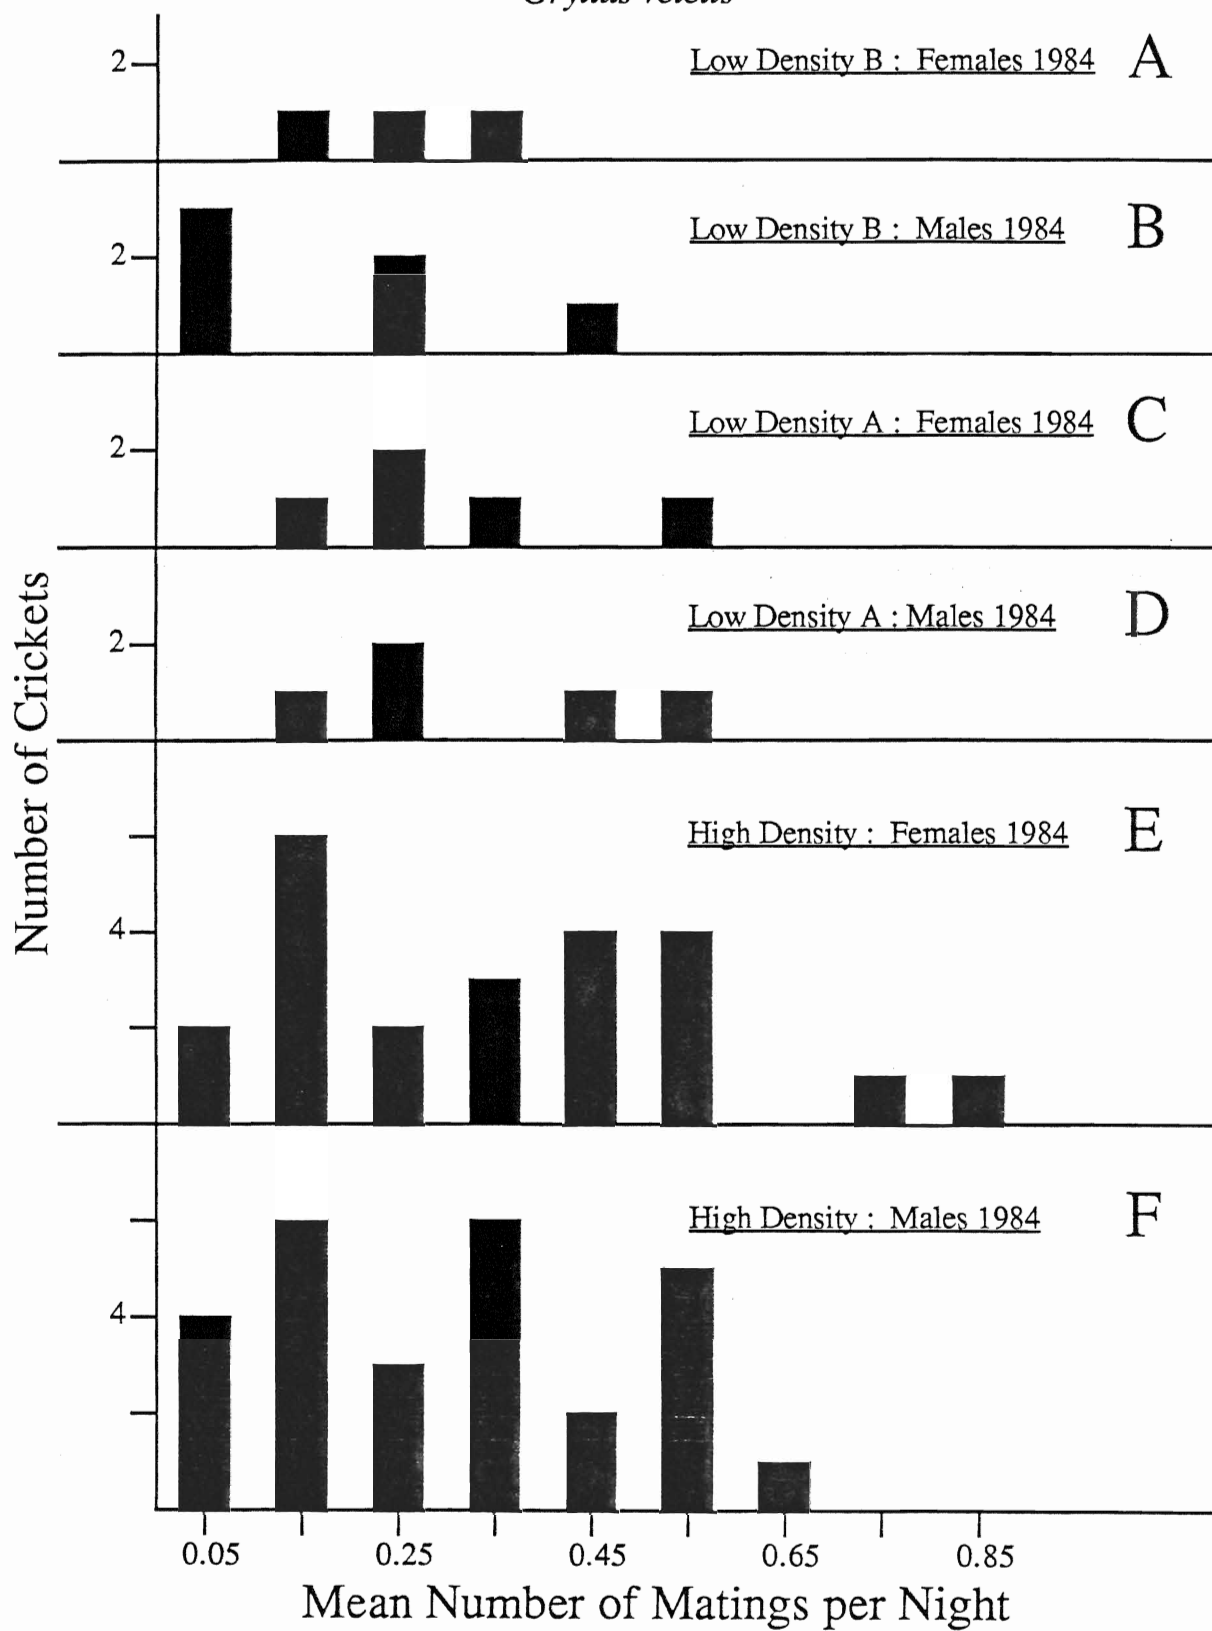 Gryllus veletus
2
Low Density B : Females 1984 A
2
Low Density B : Males 1984 B
2
Low Density A : Females 1984 C
2
Low Density A : Males 1984 D
High Density : Females 1984 E
4
High Density : Males 1984 F
4
Number of Crickets
0.05 0.25 0.45 0.65 0.85
Mean Number of Matings per Night